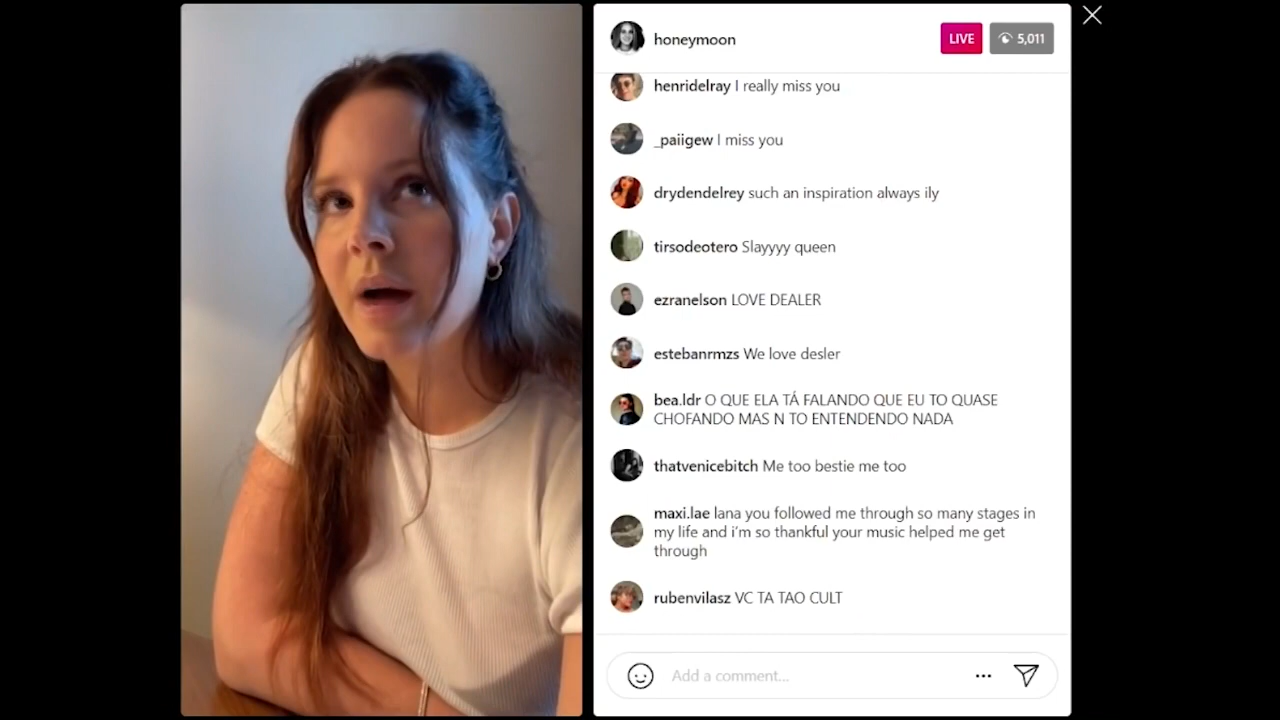 honeymoon
LIVE
5,011
henridelray I really miss you
_paiigew I miss you
drydendelrey such an inspiration always ily
tirsodeotero Slayyyy queen
ezranelson LOVE DEALER
estebanrmzs We love desler
bea.ldr O QUE ELA TÁ FALANDO QUE EU TO QUASE
CHOFANDO MAS N TO ENTENDENDO NADA
thatvenicebitch Me too bestie me too
maxi.lae lana you followed me through so many stages in
my life and i'm so thankful your music helped me get
through
rubenvilasz VC TA TAO CULT
Add a comment...